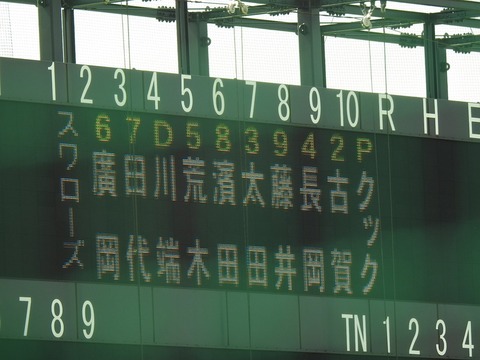 1 2 3 4 5 6 7 8 9 10 R H E
スワローズ
6 7 D 5 8 3 9 4 2 P
廣岡
田代
川端
荒木
濱田
太田
藤井
長岡
古賀
クック
7 8 9
TN 1 2 3 4